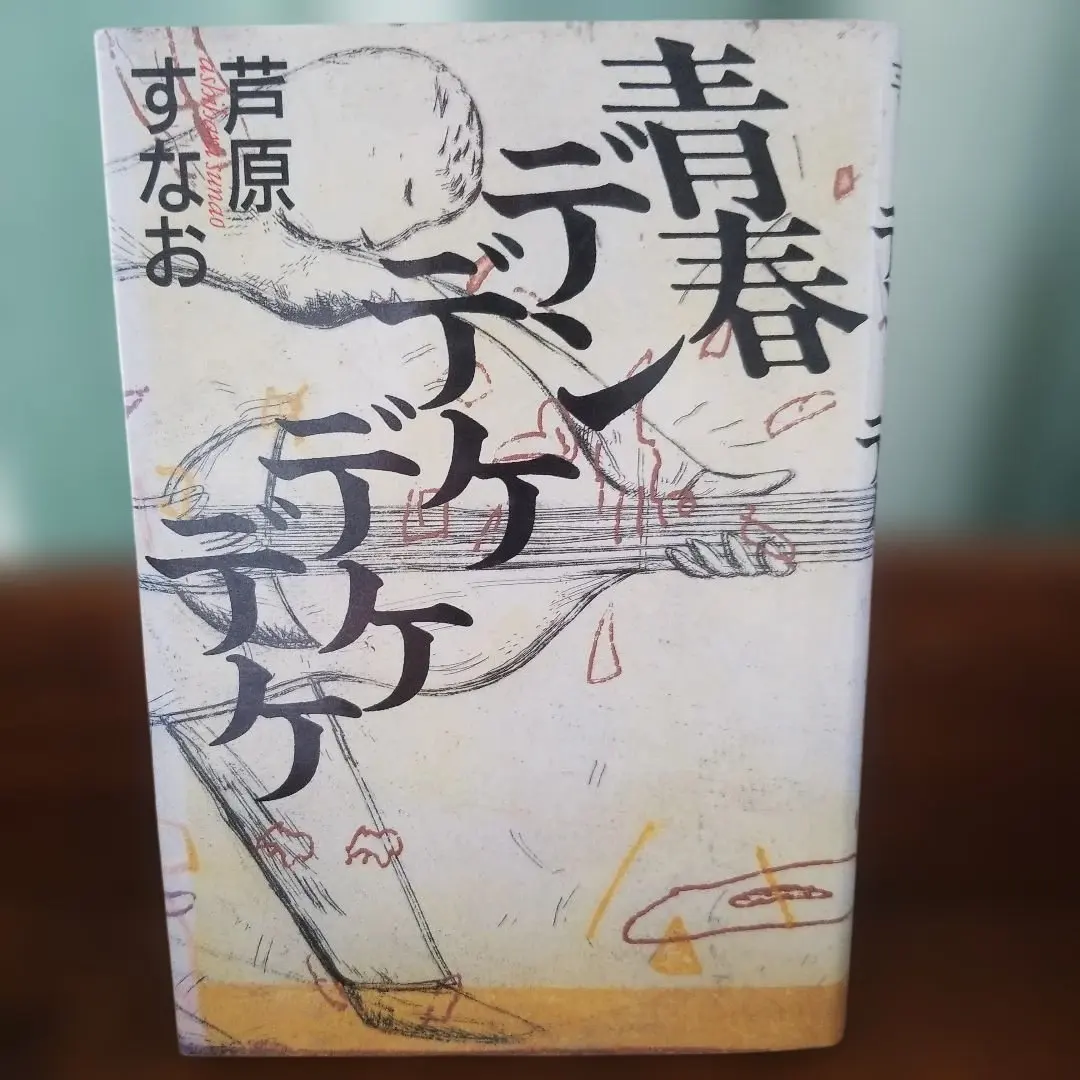 青春
デン
デケ
デケ
デケ
芦原
すなお
ashihara sunao